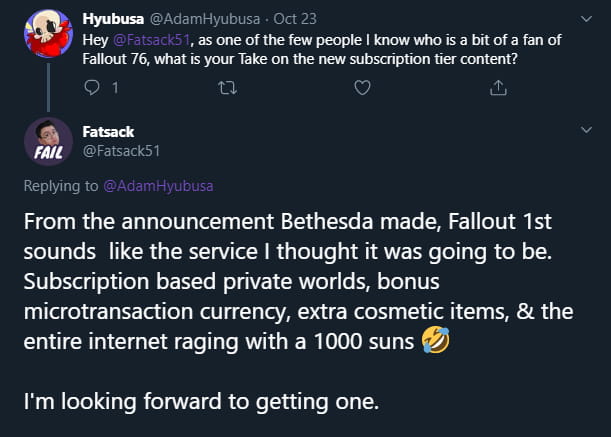 Hyubusa @AdamHyubusa · Oct 23
Hey @Fatsack51, as one of the few people I know who is a bit of a fan of
Fallout 76, what is your Take on the new subscription tier content?
1
FAIL
Fatsack
@Fatsack51
Replying to @AdamHyubusa
From the announcement Bethesda made, Fallout 1st
sounds  like the service I thought it was going to be.
Subscription based private worlds, bonus
microtransaction currency, extra cosmetic items, & the
entire internet raging with a 1000 suns 🤣
I'm looking forward to getting one.